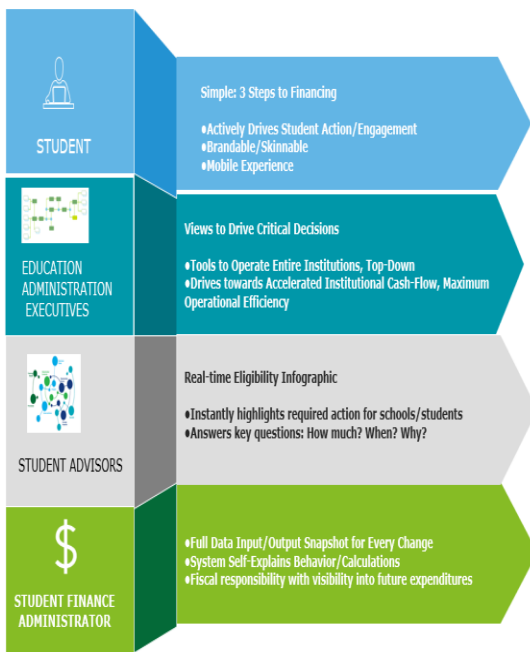 STUDENT
Simple: 3 Steps to Financing
●Actively Drives Student Action/Engagement
●Brandable/Skinnable
●Mobile Experience
EDUCATION
ADMINISTRATION
EXECUTIVES
Views to Drive Critical Decisions
●Tools to Operate Entire Institutions, Top-Down
●Drives towards Accelerated Institutional Cash-Flow, Maximum
Operational Efficiency
STUDENT ADVISORS
Real-time Eligibility Infographic
●Instantly highlights required action for schools/students
●Answers key questions: How much? When? Why?
$
STUDENT FINANCE
ADMINISTRATOR
●Full Data Input/Output Snapshot for Every Change
●System Self-Explains Behavior/Calculations
●Fiscal responsibility with visibility into future expenditures